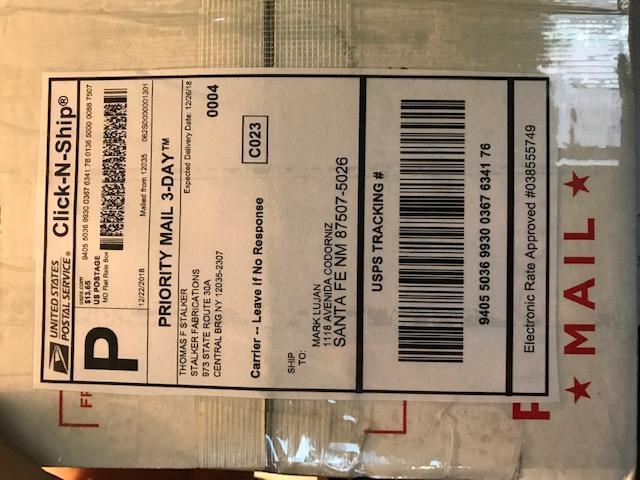 UNITED STATES
POSTAL SERVICE®
Click-N-Ship®
P
usps.com
$13.65
US POSTAGE
MD Flat Rate Box
9405 5036 9930 0367 6341 76 0136 5000 0088 7507
12/22/2018
Mailed from 12035
062S0000001301
PRIORITY MAIL 3-DAY™
THOMAS F STALKER
STALKER FABRICATIONS
973 STATE ROUTE 30A
CENTRAL BRG NY 12035-2307
Expected Delivery Date: 12/26/18
0004
C023
Carrier -- Leave if No Response
SHIP
TO:
MARK LUJAN
1118 AVENIDA CODORNIZ
SANTA FE NM 87507-5026
USPS TRACKING #
9405 5036 9930 0367 6341 76
Electronic Rate Approved #038555749
★ MAIL ★